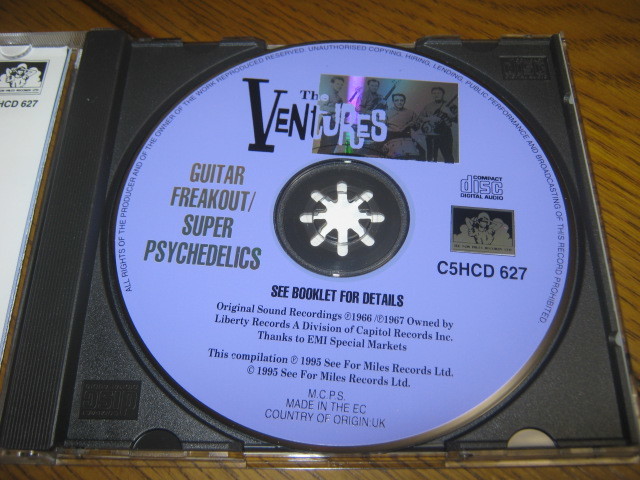 HCD 627
ALL RIGHTS OF THE PRODUCER AND OF THE OWNER OF THE WORK REPRODUCED RESERVED. UNAUTHORISED COPYING, HIRING, LENDING, PUBLIC PERFORMANCE AND BROADCASTING OF THIS RECORD PROHIBITED
The
VENTURES
GUITAR
FREAKOUT/
SUPER
PSYCHEDELICS
COMPACT
disc
DIGITAL AUDIO
C5HCD 627
SEE BOOKLET FOR DETAILS
Original Sound Recordings ℗1966 /℗1967 Owned by
Liberty Records A Division of Capitol Records Inc.
Thanks to EMI Special Markets
This compilation ℗ 1995 See For Miles Records Ltd.
© 1995 See For Miles Records Ltd.
M.C.P.S.
MADE IN THE EC
COUNTRY OF ORIGIN:UK